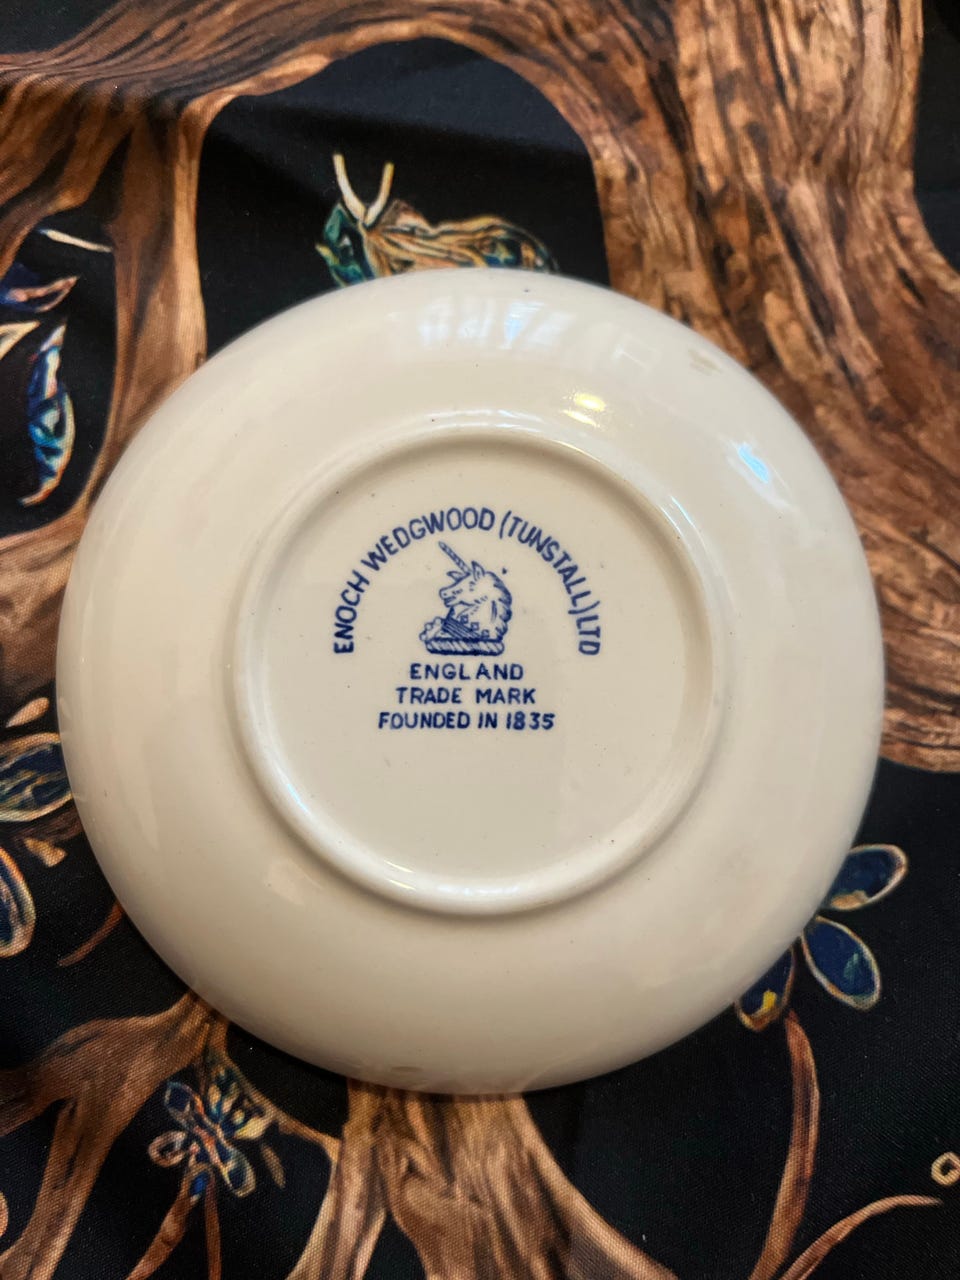 ENOCH WEDGWOOD (TUNSTALL) LTD
ENGLAND
TRADE MARK
FOUNDED IN 1835